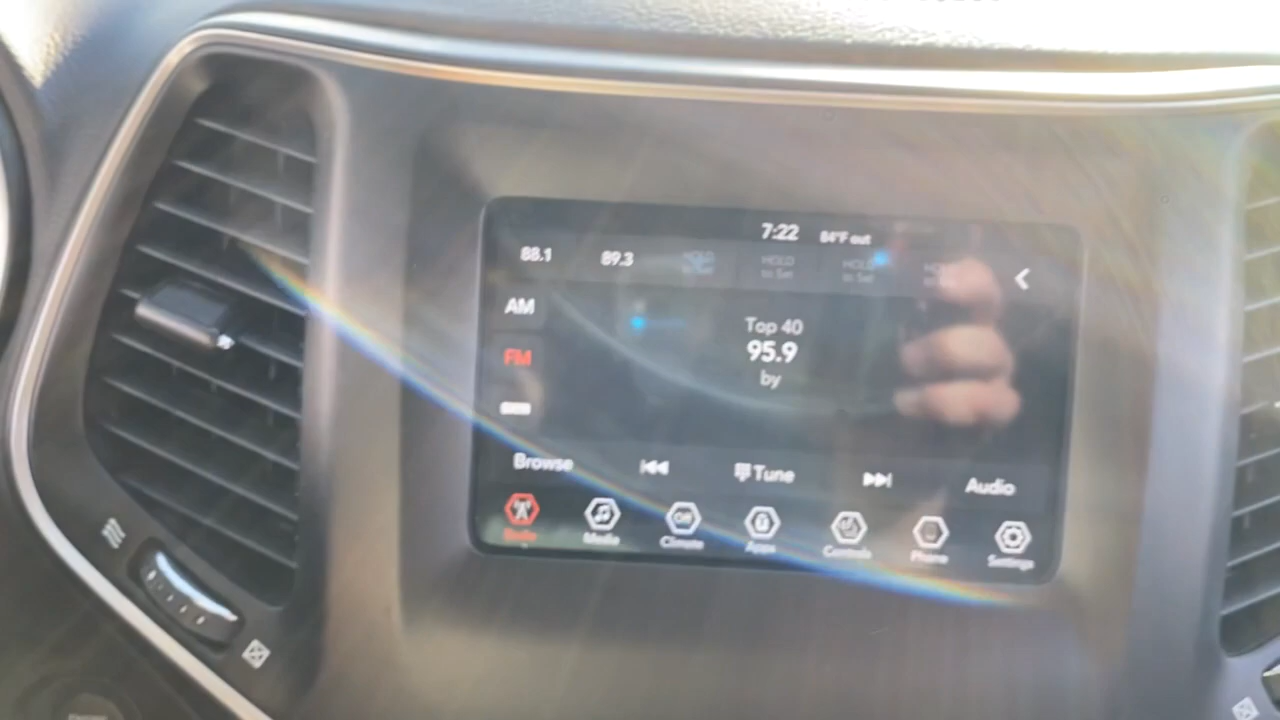 7:22 84°F out
88.1 89.3 HOLD to Set HOLD to Set
AM
FM
Top 40
95.9
by
Browse Tune Audio
Radio Media Climate Apps Controls Phone Settings
Off